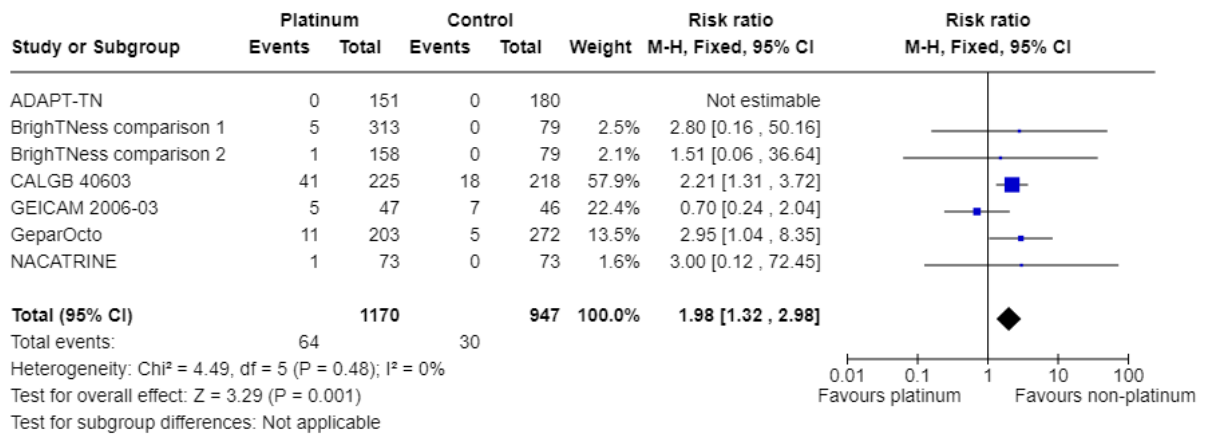 Platinum Control Risk ratio Risk ratio
Study or Subgroup Events Total Events Total Weight M-H, Fixed, 95% CI M-H, Fixed, 95% CI
ADAPT-TN 0 151 0 180 Not estimable
BrighTNess comparison 1 5 313 0 79 2.5% 2.80 [0.16 , 50.16]
BrighTNess comparison 2 1 158 0 79 2.1% 1.51 [0.06 , 36.64]
CALGB 40603 41 225 18 218 57.9% 2.21 [1.31 , 3.72]
GEICAM 2006-03 5 47 7 46 22.4% 0.70 [0.24 , 2.04]
GeparOcto 11 203 5 272 13.5% 2.95 [1.04 , 8.35]
NACATRINE 1 73 0 73 1.6% 3.00 [0.12 , 72.45]
Total (95% CI) 1170 947 100.0% 1.98 [1.32 , 2.98]
Total events: 64 30
Heterogeneity: Chi² = 4.49, df = 5 (P = 0.48); I² = 0%
0.01 0.1 1 10 100
Test for overall effect: Z = 3.29 (P = 0.001)
Favours platinum Favours non-platinum
Test for subgroup differences: Not applicable